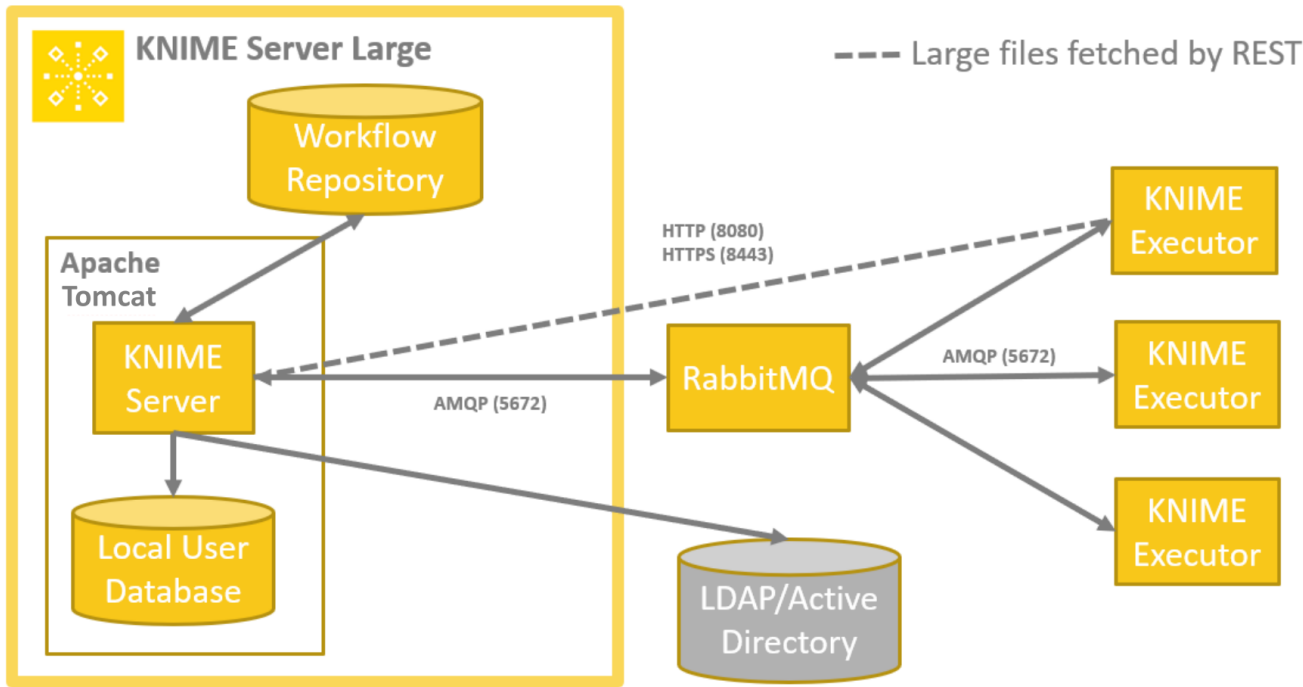 KNIME Server Large
Large files fetched by REST
Workflow
Repository
Apache
Tomcat
KNIME
Server
Local User
Database
HTTP (8080)
HTTPS (8443)
AMQP (5672)
RabbitMQ
AMQP (5672)
LDAP/Active
Directory
KNIME
Executor
KNIME
Executor
KNIME
Executor